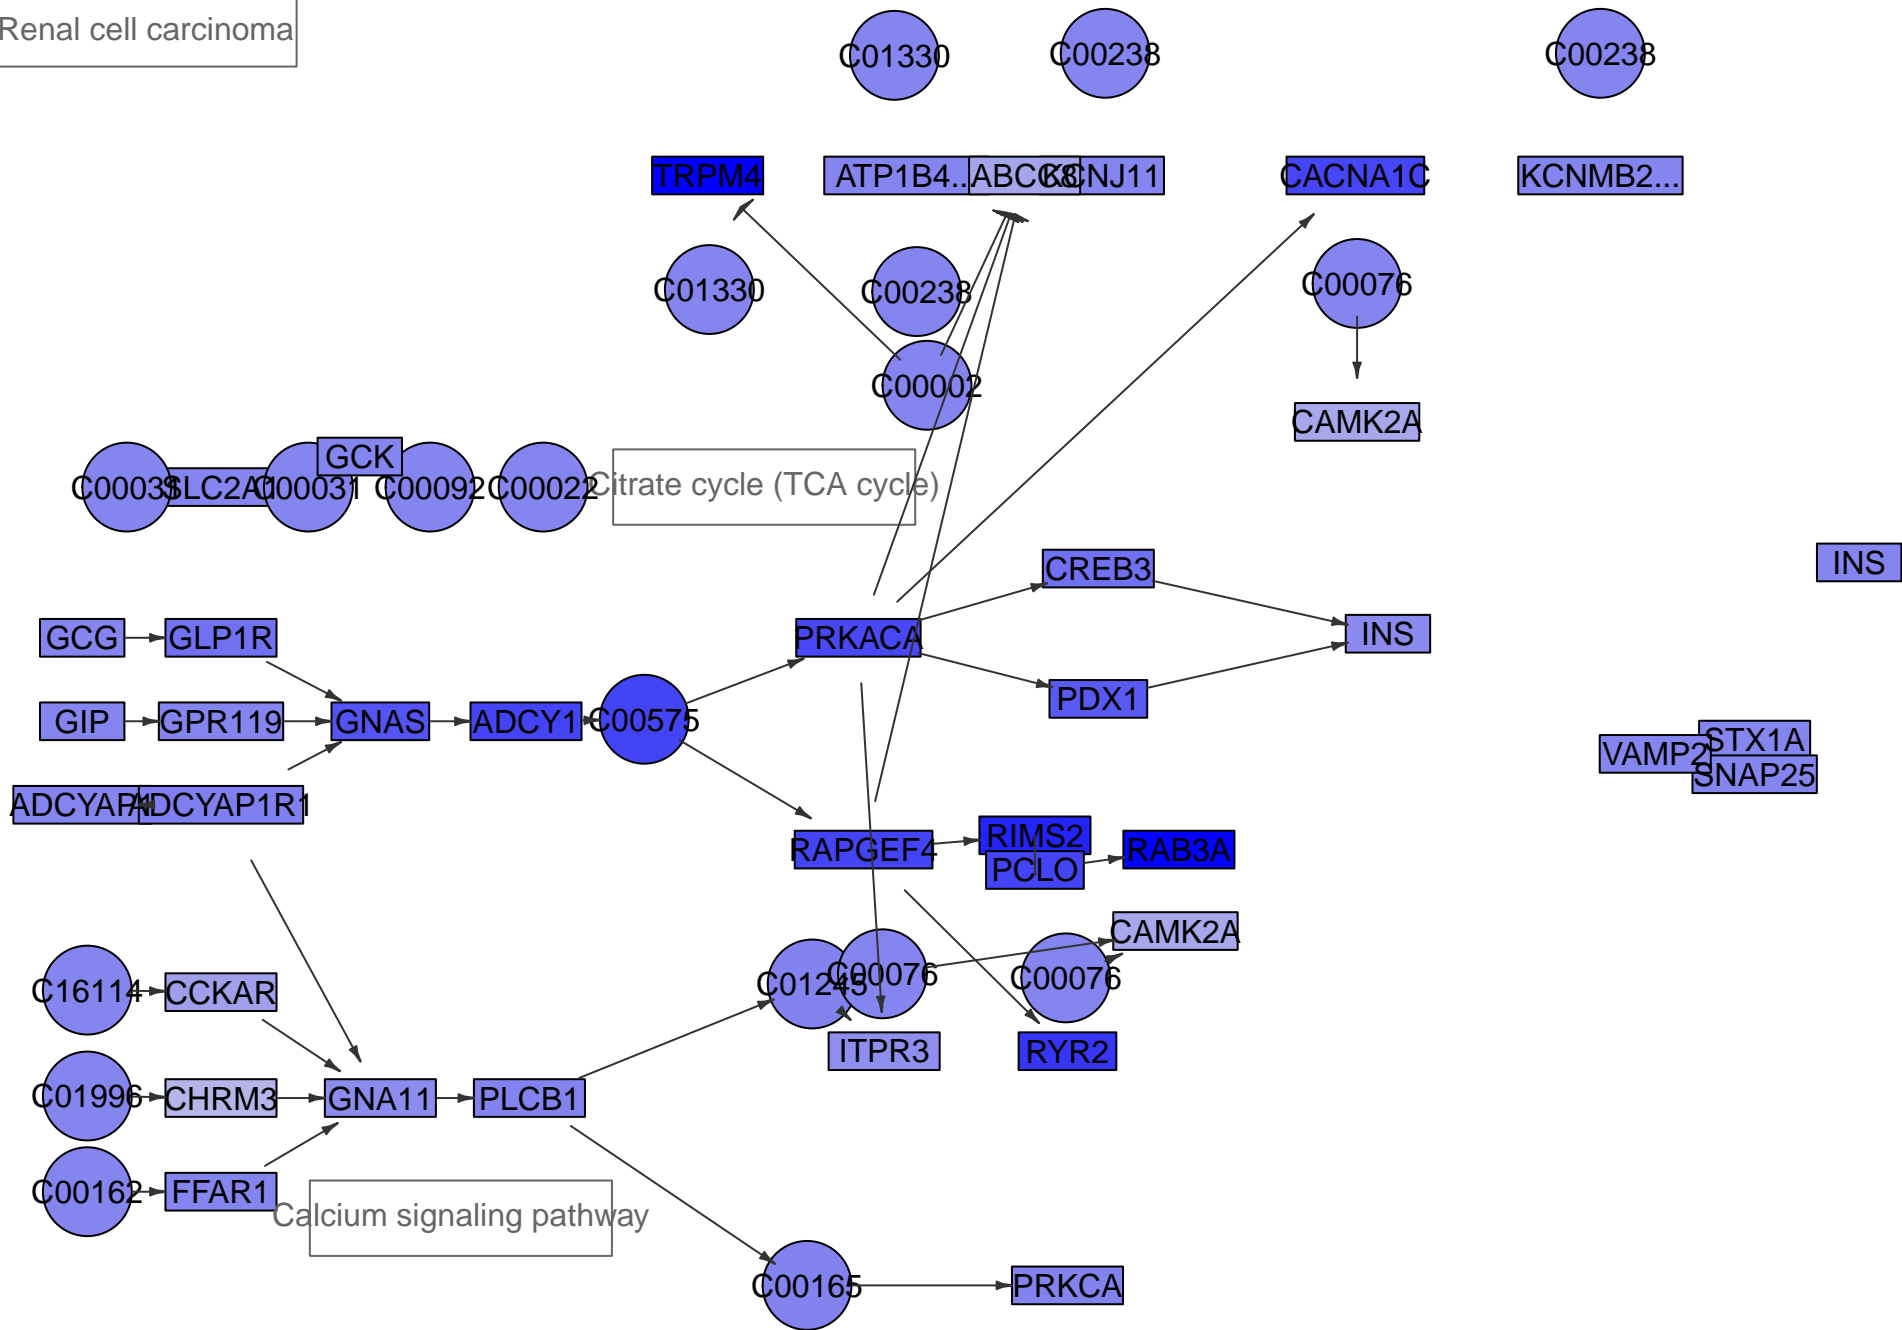 Renal cell carcinoma
C01330
C00238
C00238
TRPM4
ATP1B4...
ABCC8
KCNJ11
CACNA1C
KCNMB2...
C01330
C00238
C00076
C00002
CAMK2A
GCK
C00031
SLC2A1
C00031
C00092
C00022
Citrate cycle (TCA cycle)
CREB3
INS
GCG
GLP1R
PRKACA
INS
GIP
GPR119
GNAS
ADCY1
C00575
PDX1
VAMP2
STX1A
SNAP25
ADCYAP1
ADCYAP1R1
RAPGEF4
RIMS2
PCLO
RAB3A
CAMK2A
C16114
CCKAR
C01245
C00076
C00076
ITPR3
RYR2
C01996
CHRM3
GNA11
PLCB1
C00162
FFAR1
Calcium signaling pathway
C00165
PRKCA